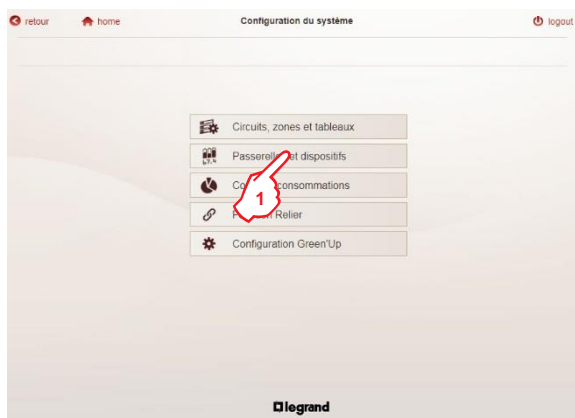 retour
home
Configuration du système
logout
Circuits, zones et tableaux
Passerelles et dispositifs
consommations
1
Relier
Configuration Green'Up
legrand